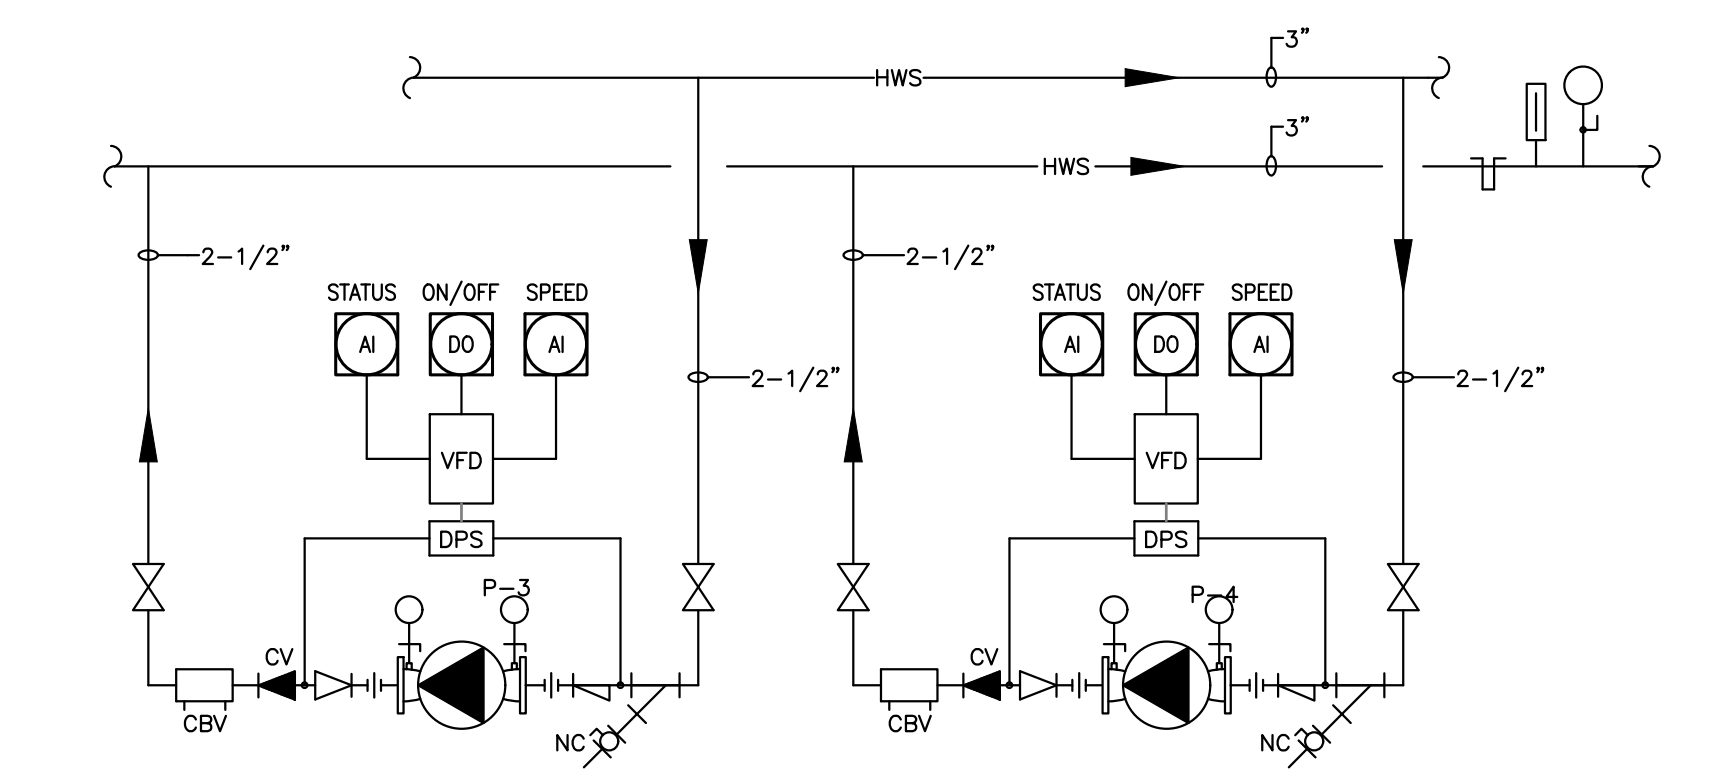 3"
HWS
3"
HWS
2-1/2"
2-1/2"
STATUS ON/OFF SPEED
STATUS ON/OFF SPEED
AI DO AI
AI DO AI
2-1/2"
2-1/2"
VFD
VFD
DPS
DPS
P-3
P-4
CV
CV
CBV
CBV
NC
NC